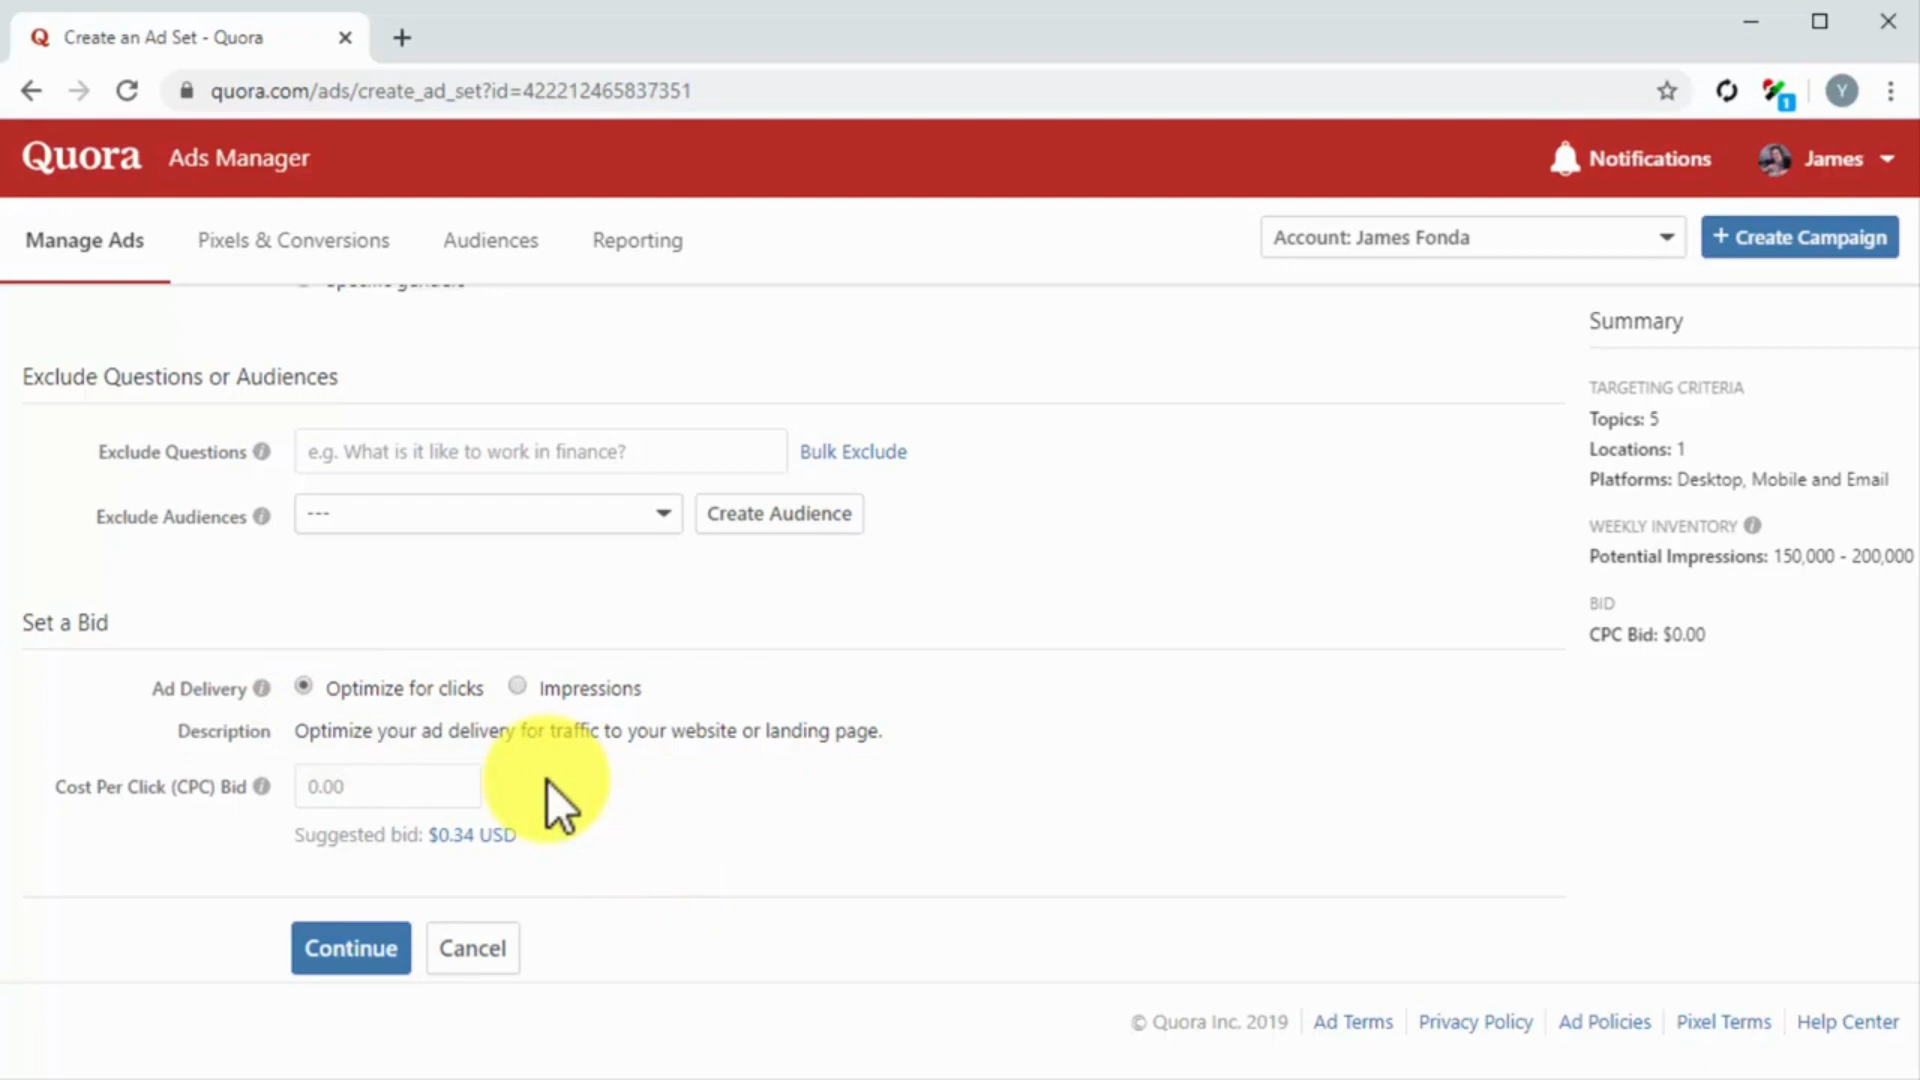 Q Create an Ad Set - Quora
quora.com/ads/create_ad_set?id=422212465837351
1
Y
Quora Ads Manager
Notifications
James
Manage Ads
Pixels & Conversions
Audiences
Reporting
Account: James Fonda
+ Create Campaign
Specific genders
Exclude Questions or Audiences
Exclude Questions
e.g. What is it like to work in finance?
Bulk Exclude
Exclude Audiences
---
Create Audience
Set a Bid
Ad Delivery
Optimize for clicks
Impressions
Description
Optimize your ad delivery for traffic to your website or landing page.
Cost Per Click (CPC) Bid
0.00
Suggested bid: $0.34 USD
Continue
Cancel
Summary
TARGETING CRITERIA
Topics: 5
Locations: 1
Platforms: Desktop, Mobile and Email
WEEKLY INVENTORY
Potential Impressions: 150,000 - 200,000
BID
CPC Bid: $0.00
© Quora Inc. 2019
Ad Terms
Privacy Policy
Ad Policies
Pixel Terms
Help Center